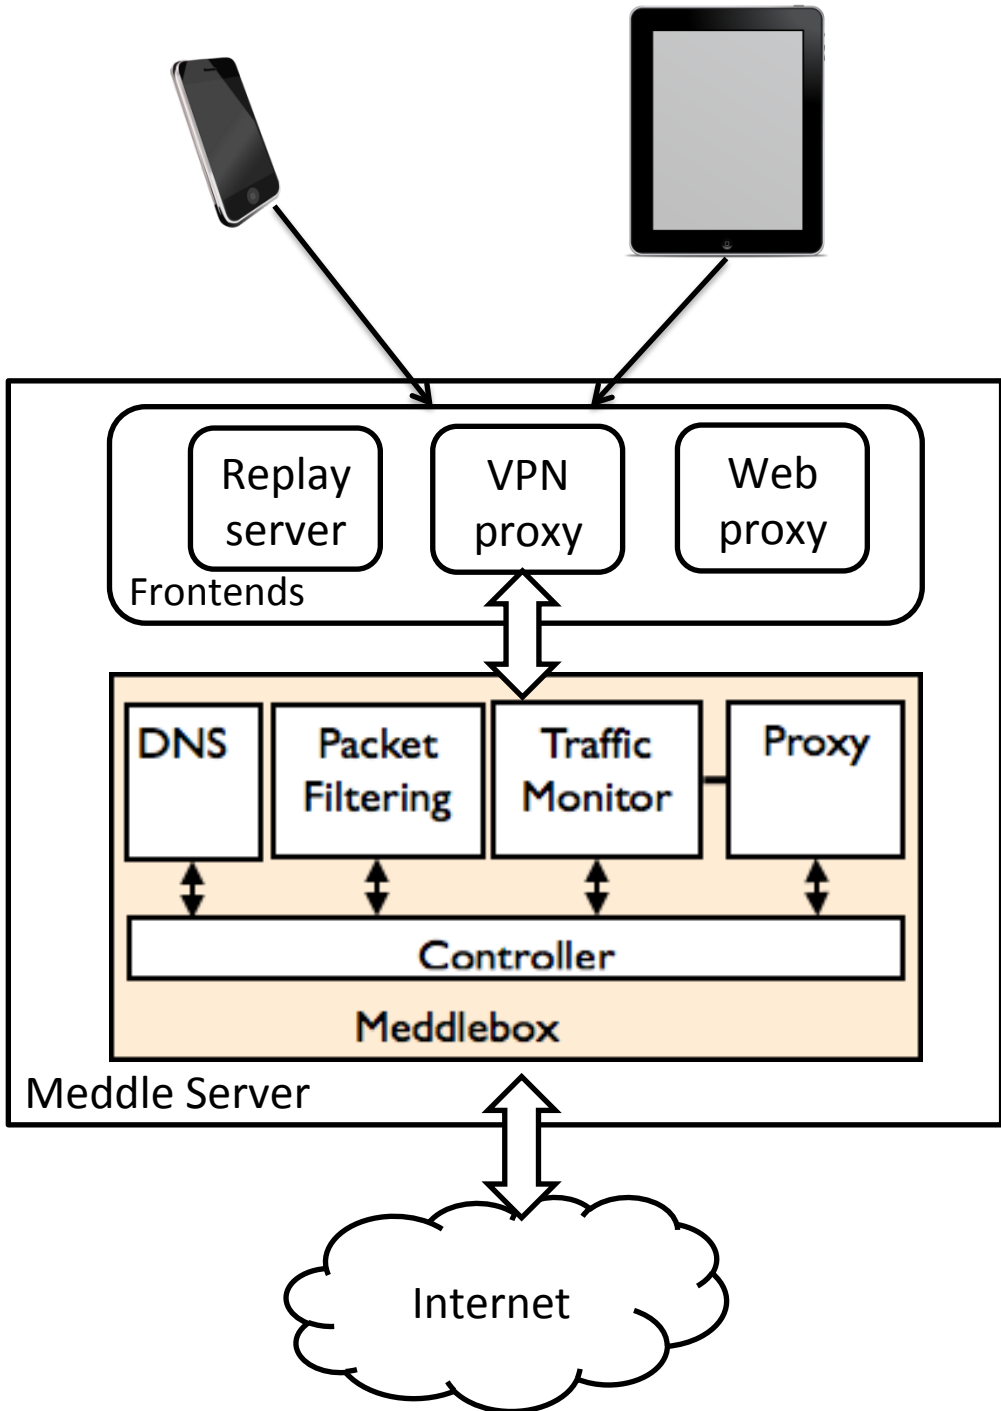 Replay
server
VPN
proxy
Web
proxy
Frontends
DNS
Packet
Filtering
Traffic
Monitor
Proxy
Controller
Meddlebox
Meddle Server
Internet